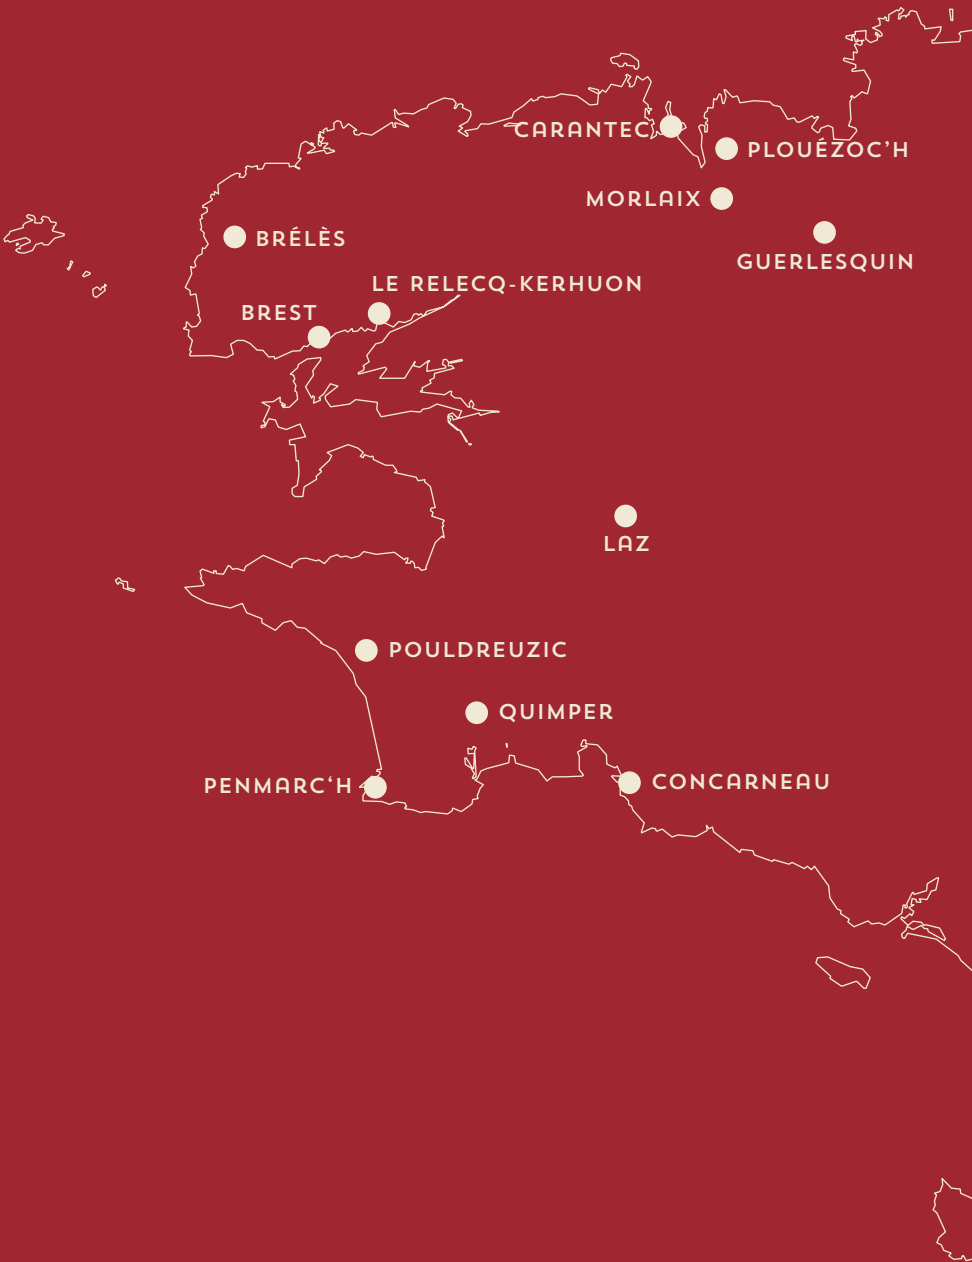 CARANTEC
PLOUÉZOC’H
MORLAIX
BRÉLÈS
GUERLESQUIN
LE RELECQ-KERHUON
BREST
LAZ
POULDREUZIC
QUIMPER
PENMARC‘H
CONCARNEAU